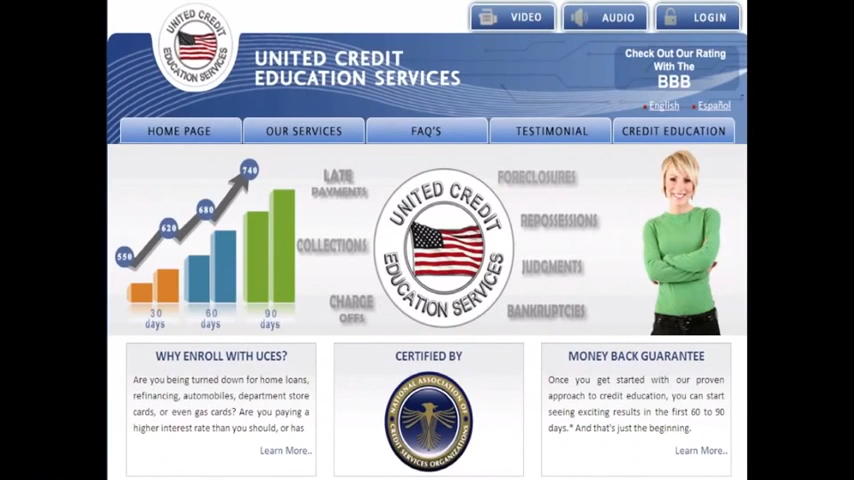 VIDEO
AUDIO
LOGIN
UNITED CREDIT
EDUCATION SERVICES
UNITED CREDIT
EDUCATION SERVICES
Check Out Our Rating
With The
BBB
English
Español
HOME PAGE
OUR SERVICES
FAQ'S
TESTIMONIAL
CREDIT EDUCATION
550
620
680
740
30
days
60
days
90
days
LATE
PAYMENTS
COLLECTIONS
CHARGE
OFFS
UNITED CREDIT
EDUCATION SERVICES
FORECLOSURES
REPOSSESSIONS
JUDGMENTS
BANKRUPTCIES
WHY ENROLL WITH UCES?
Are you being turned down for home loans,
refinancing, automobiles, department store
cards, or even gas cards? Are you paying a
higher interest rate than you should, or has
Learn More..
CERTIFIED BY
NATIONAL ASSOCIATION OF
CREDIT SERVICES ORGANIZATIONS
MONEY BACK GUARANTEE
Once you get started with our proven
approach to credit education, you can start
seeing exciting results in the first 60 to 90
days.* And that's just the beginning.
Learn More..